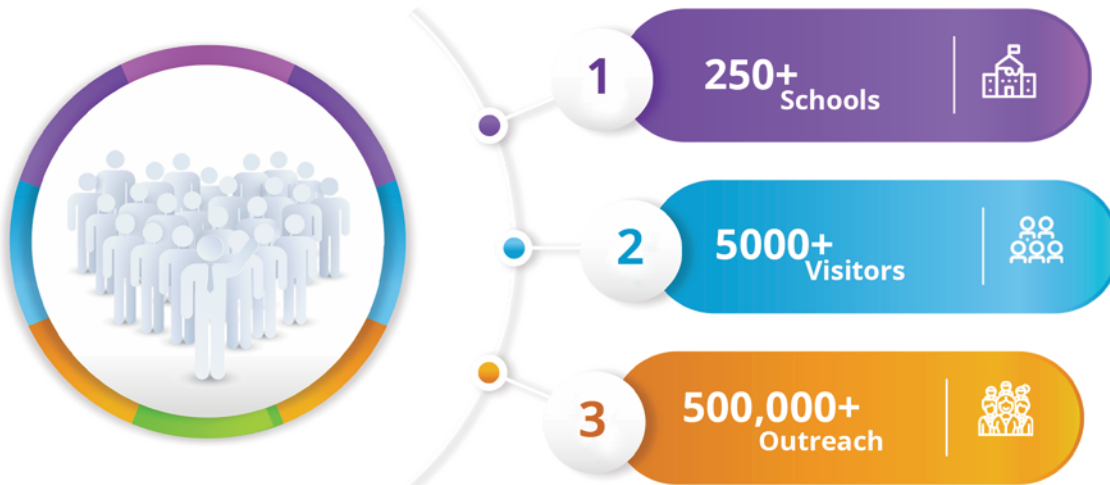 1
250+
Schools
2
5000+
Visitors
3
500,000+
Outreach